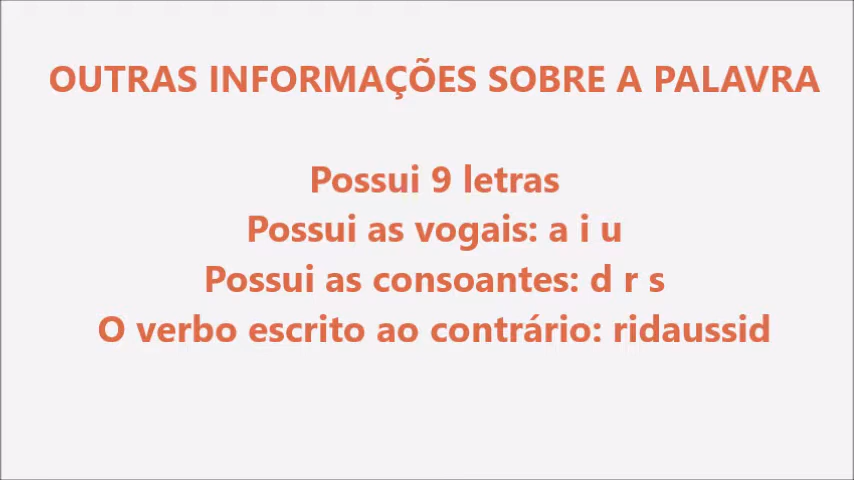 OUTRAS INFORMAÇÕES SOBRE A PALAVRA
Possui 9 letras
Possui as vogais: a i u
Possui as consoantes: d r s
O verbo escrito ao contrário: ridaussid